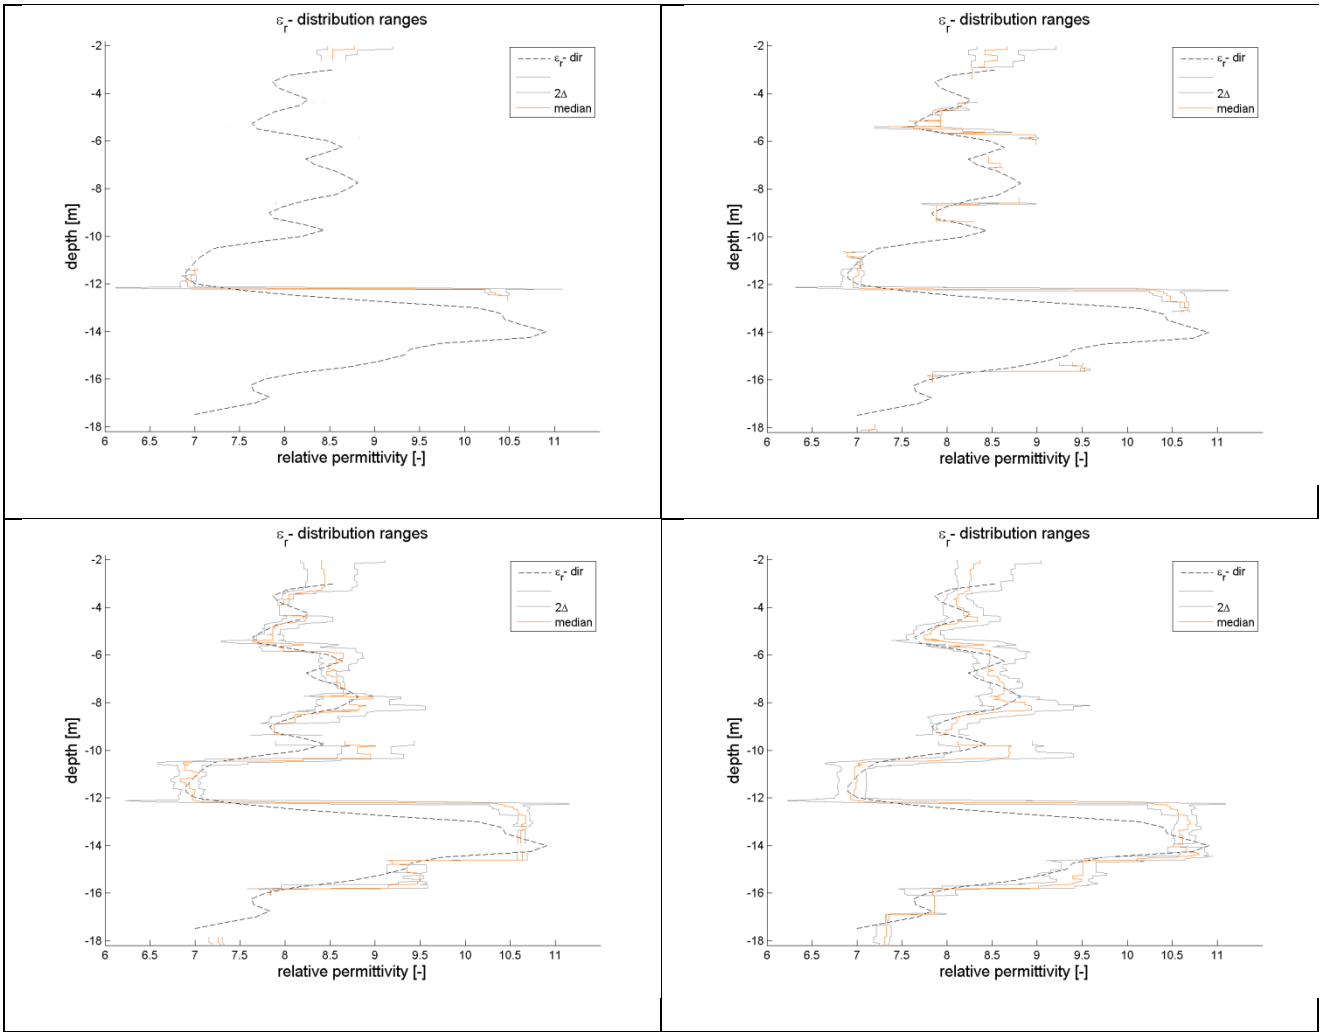 εr- distribution ranges
-2
-4
-6
-8
-10
-12
-14
-16
-18
depth [m]
6 6.5 7 7.5 8 8.5 9 9.5 10 10.5 11
relative permittivity [-]
εr- dir
2Δ
median
εr- distribution ranges
-2
-4
-6
-8
-10
-12
-14
-16
-18
depth [m]
6 6.5 7 7.5 8 8.5 9 9.5 10 10.5 11
relative permittivity [-]
εr- dir
2Δ
median
εr- distribution ranges
-2
-4
-6
-8
-10
-12
-14
-16
-18
depth [m]
6 6.5 7 7.5 8 8.5 9 9.5 10 10.5 11
relative permittivity [-]
εr- dir
2Δ
median
εr- distribution ranges
-2
-4
-6
-8
-10
-12
-14
-16
-18
depth [m]
6 6.5 7 7.5 8 8.5 9 9.5 10 10.5 11
relative permittivity [-]
εr- dir
2Δ
median